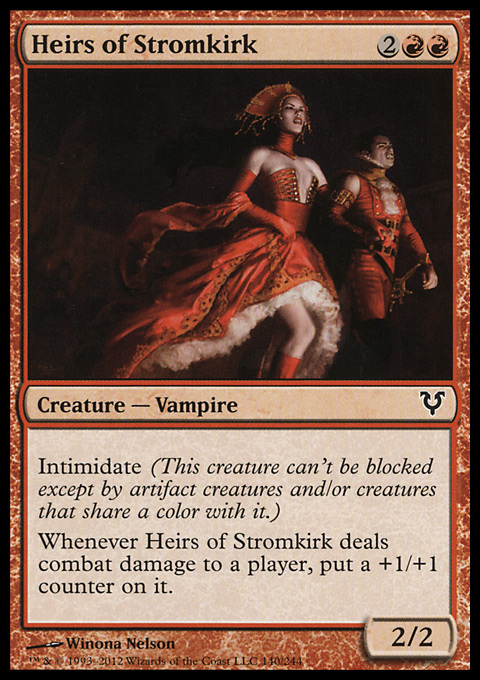 Heirs of Stromkirk 2
Creature — Vampire
Intimidate (This creature can't be blocked
except by artifact creatures and/or creatures
that share a color with it.)
Whenever Heirs of Stromkirk deals
combat damage to a player, put a +1/+1
counter on it.
2/2
Winona Nelson
™ & © 1993–2012 Wizards of the Coast LLC 140/244